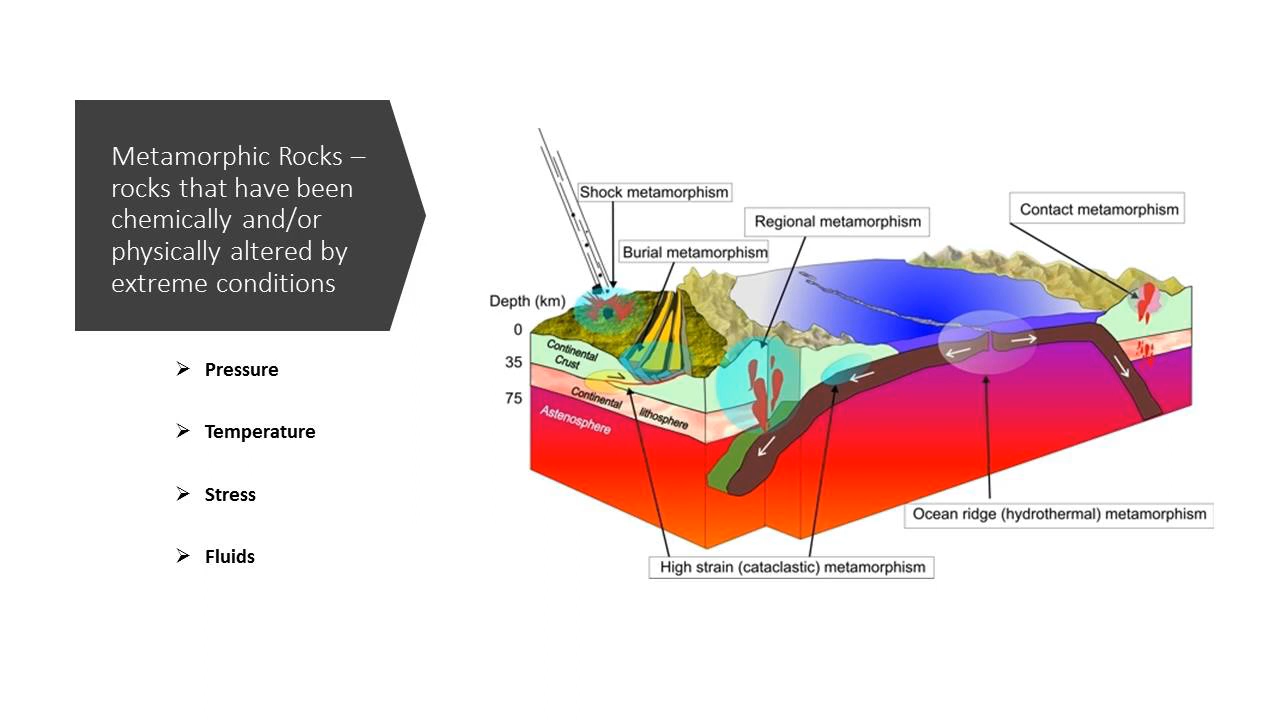 Metamorphic Rocks –
rocks that have been
chemically and/or
physically altered by
extreme conditions
Pressure
Temperature
Stress
Fluids
Shock metamorphism
Regional metamorphism
Contact metamorphism
Burial metamorphism
Depth (km)
0
35
75
Continental
Crust
Continental lithosphere
Astenosphere
Ocean ridge (hydrothermal) metamorphism
High strain (cataclastic) metamorphism